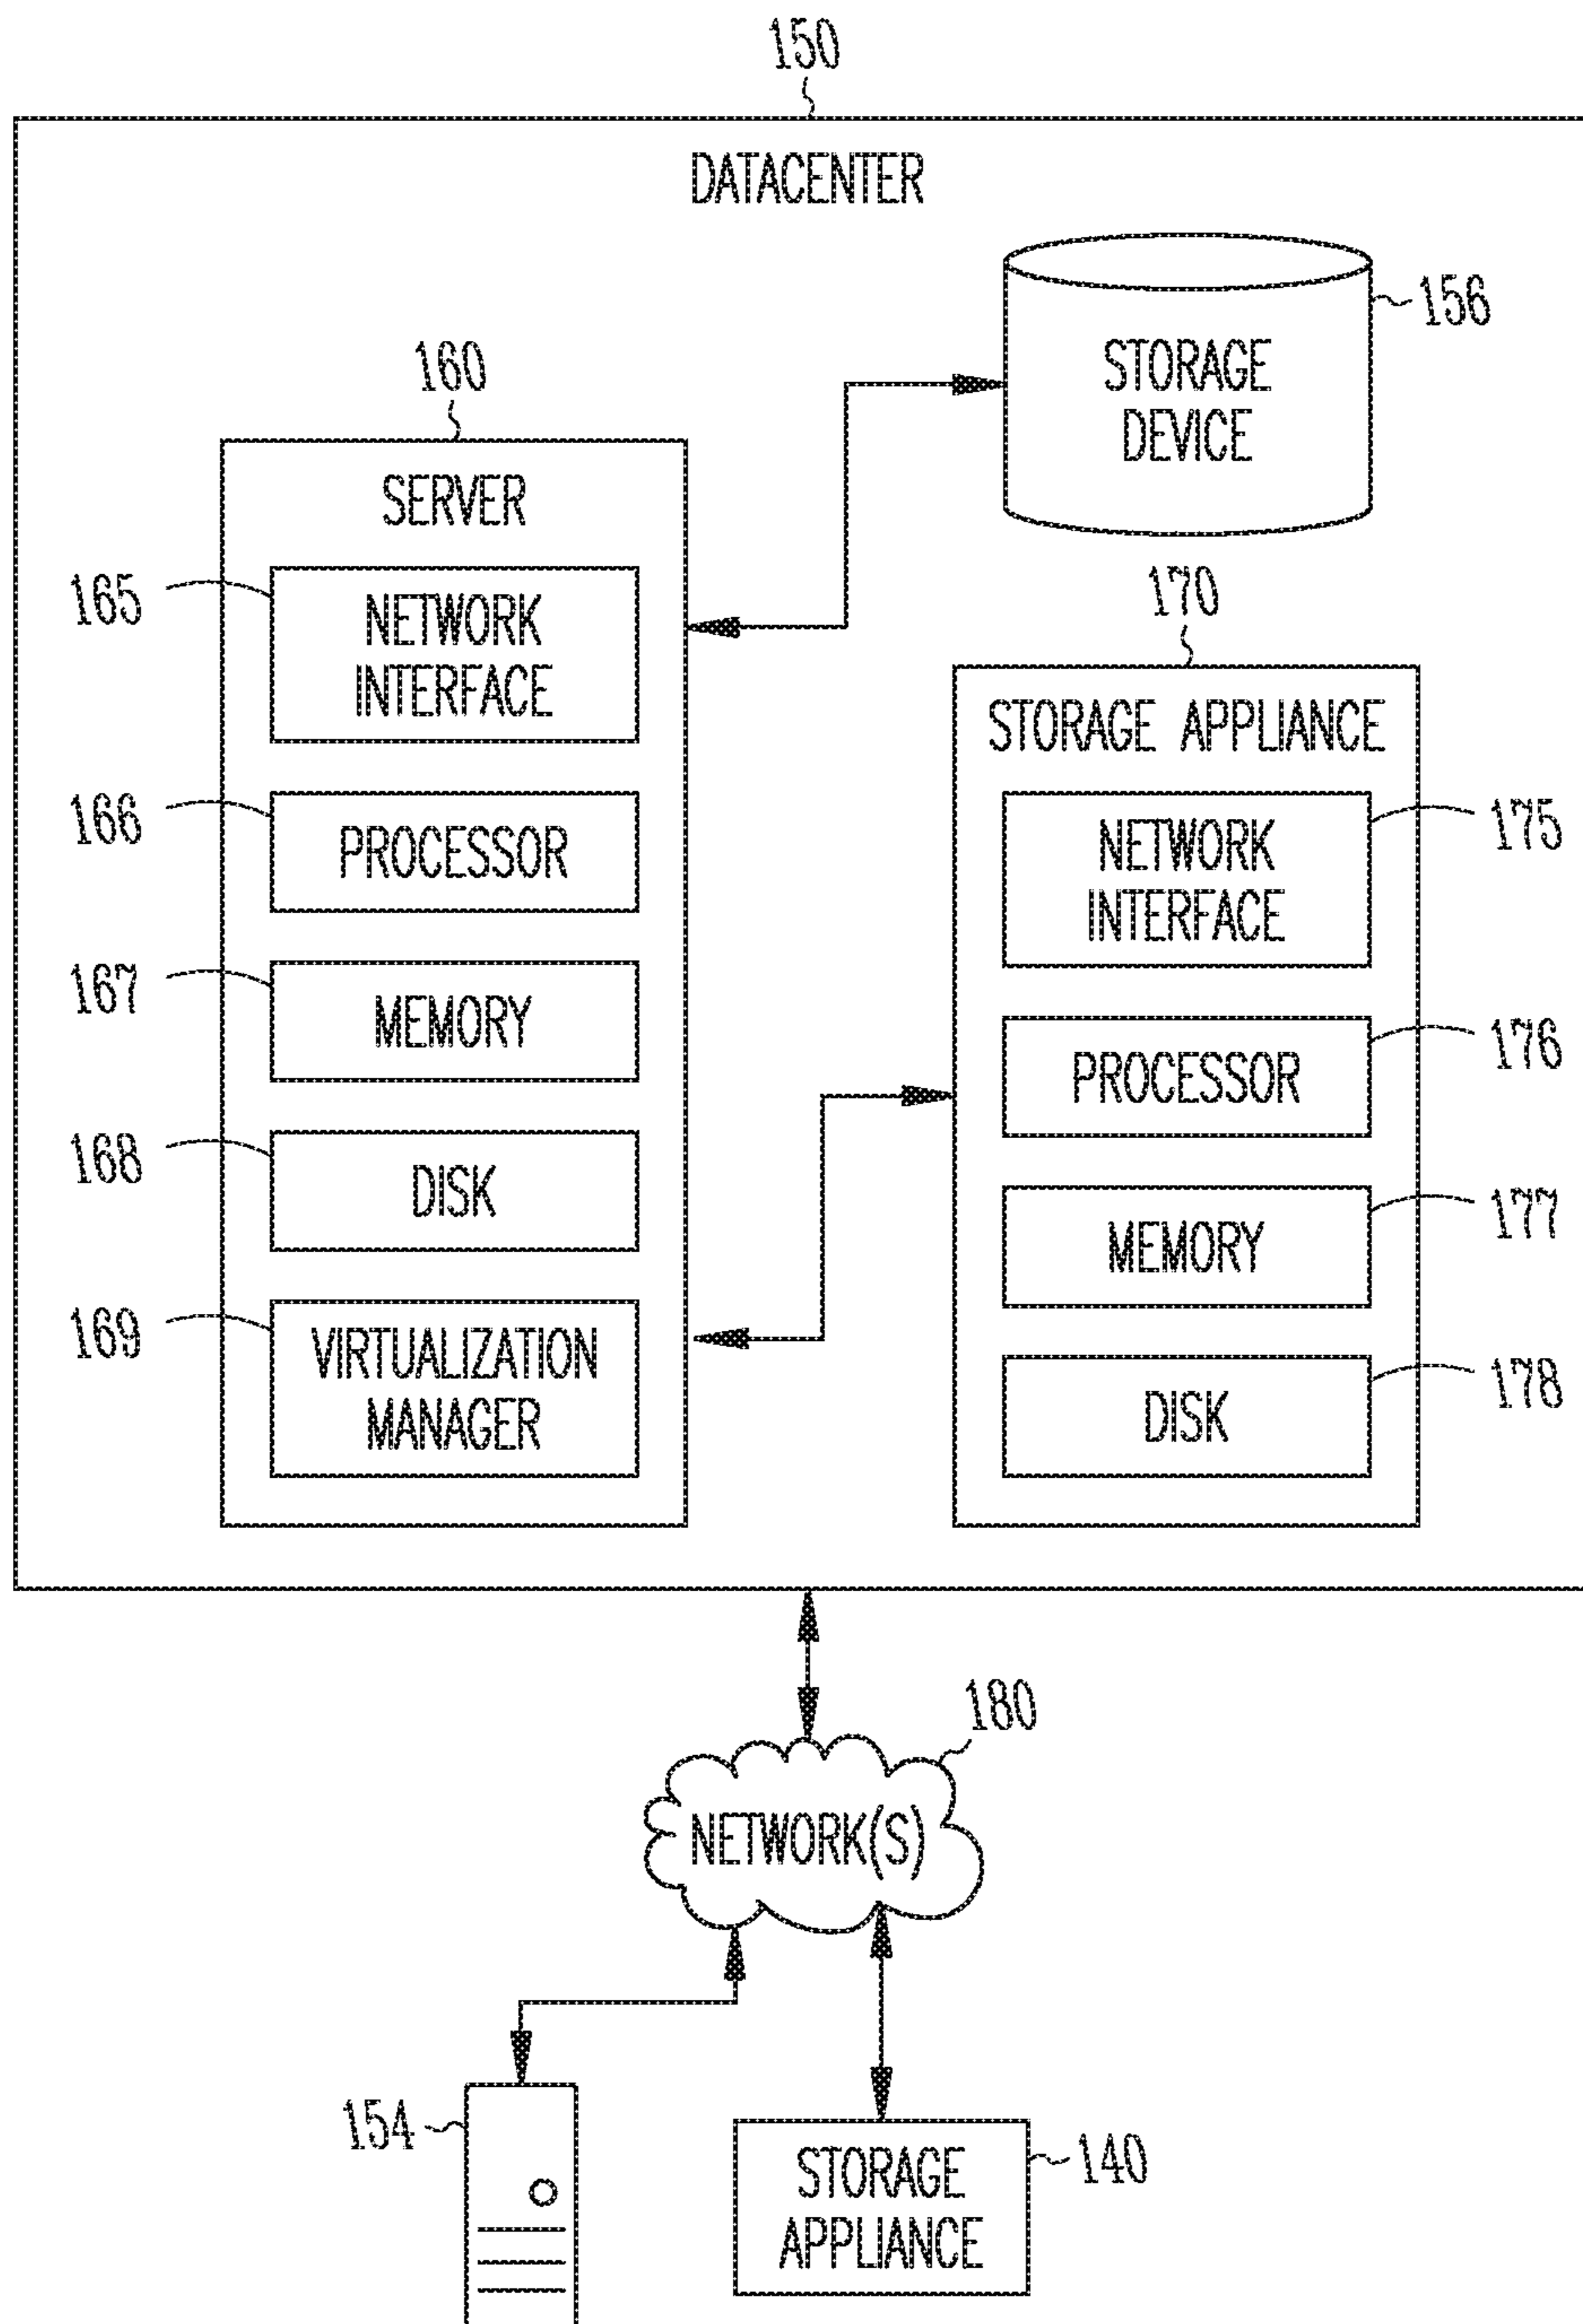 150
DATACENTER
156
STORAGE
DEVICE
160
SERVER
165
NETWORK
INTERFACE
166
PROCESSOR
167
MEMORY
168
DISK
169
VIRTUALIZATION
MANAGER
170
STORAGE APPLIANCE
NETWORK
INTERFACE
175
PROCESSOR
176
MEMORY
177
DISK
178
180
NETWORK(S)
154
STORAGE
APPLIANCE
140